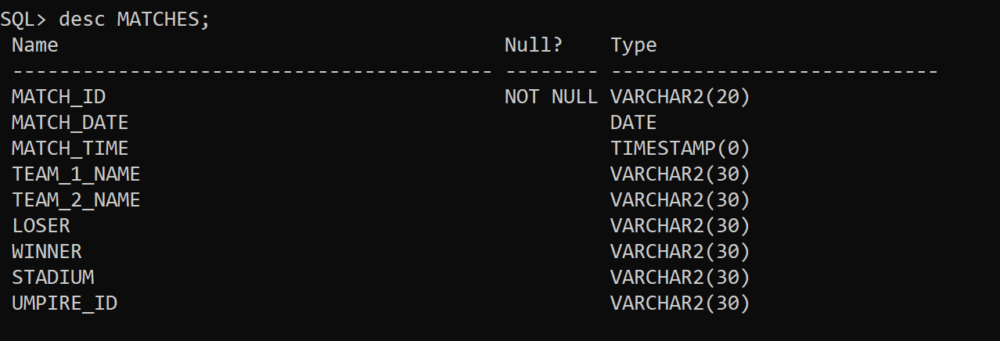 SQL> desc MATCHES;
 Name                                      Null?    Type
 ----------------------------------------- -------- ----------------------------
 MATCH_ID                                  NOT NULL VARCHAR2(20)
 MATCH_DATE                                         DATE
 MATCH_TIME                                         TIMESTAMP(0)
 TEAM_1_NAME                                        VARCHAR2(30)
 TEAM_2_NAME                                        VARCHAR2(30)
 LOSER                                              VARCHAR2(30)
 WINNER                                             VARCHAR2(30)
 STADIUM                                            VARCHAR2(30)
 UMPIRE_ID                                          VARCHAR2(30)